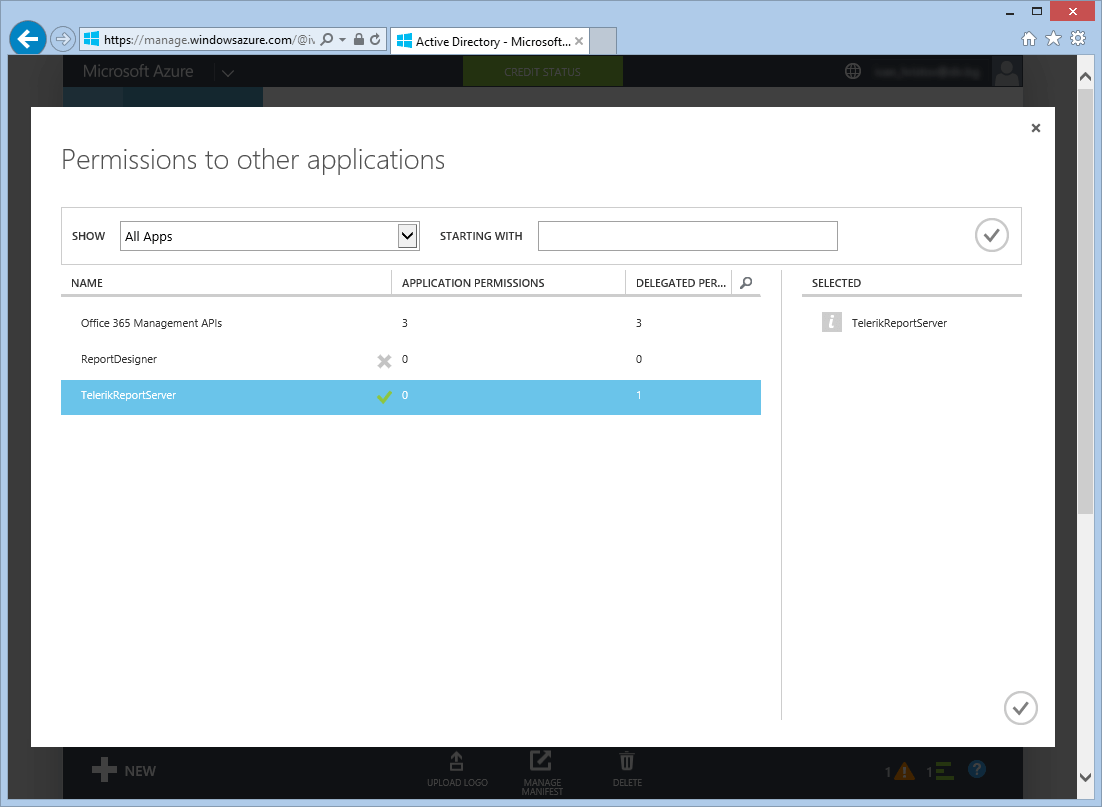 https://manage.windowsazure.com/@iv
Active Directory - Microsoft...
Microsoft Azure
CREDIT STATUS
Permissions to other applications
SHOW
All Apps
STARTING WITH
NAME
APPLICATION PERMISSIONS
DELEGATED PER...
SELECTED
Office 365 Management APIs
3
3
TelerikReportServer
ReportDesigner
0
0
TelerikReportServer
0
1
NEW
UPLOAD LOGO
MANAGE
MANIFEST
DELETE
1
1